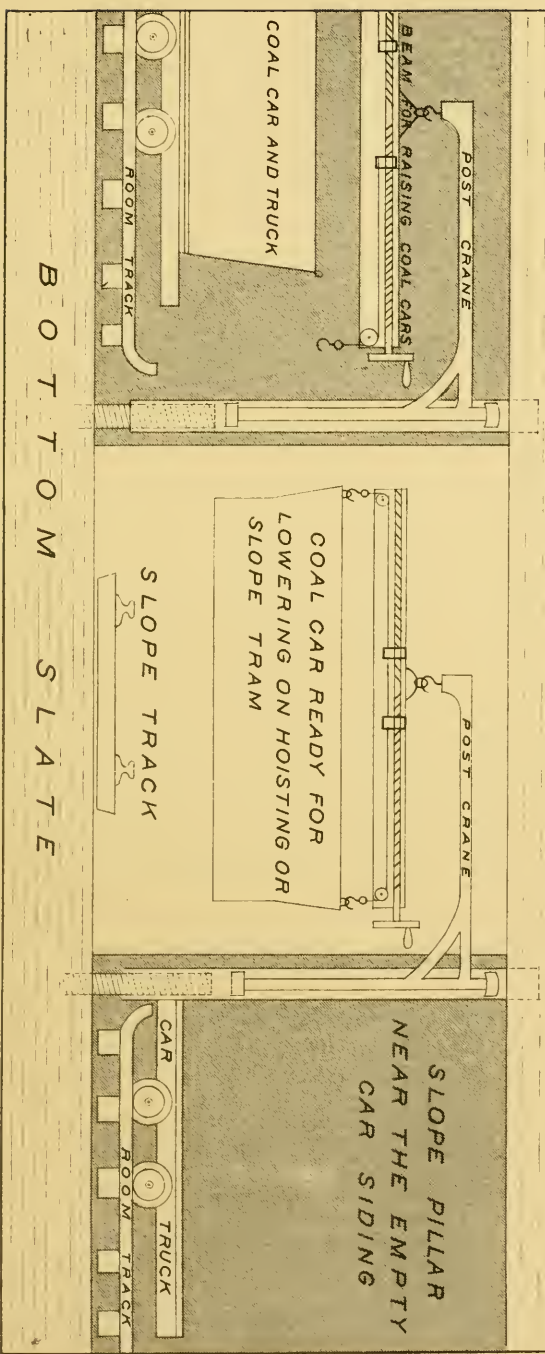 POST CRANE
BEAM FOR RAISING COAL CARS
COAL CAR AND TRUCK
ROOM TRACK
POST CRANE
COAL CAR READY FOR
LOWERING ON HOISTING OR
SLOPE TRAM
SLOPE TRACK
SLOPE PILLAR
NEAR THE EMPTY
CAR SIDING
CAR TRUCK
ROOM TRACK
BOTTOM SLATE